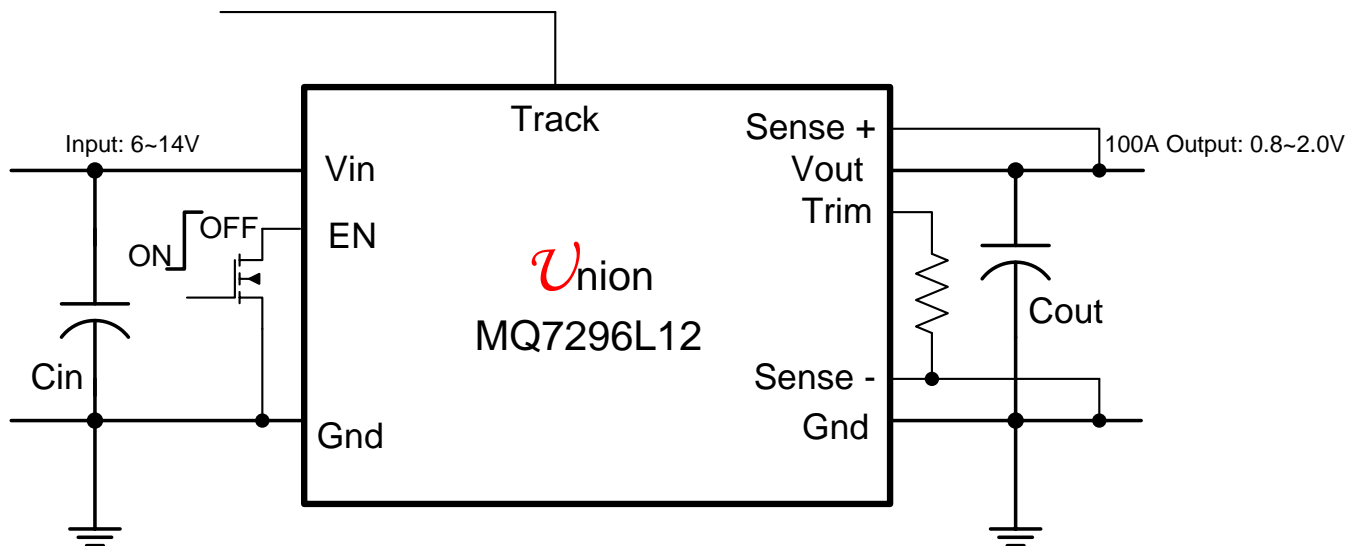 Track
Input: 6~14V
Vin
OFF
ON
EN
Cin
Gnd
Union
MQ7296L12
Sense +
Vout
Trim
Sense -
Gnd
100A Output: 0.8~2.0V
Cout